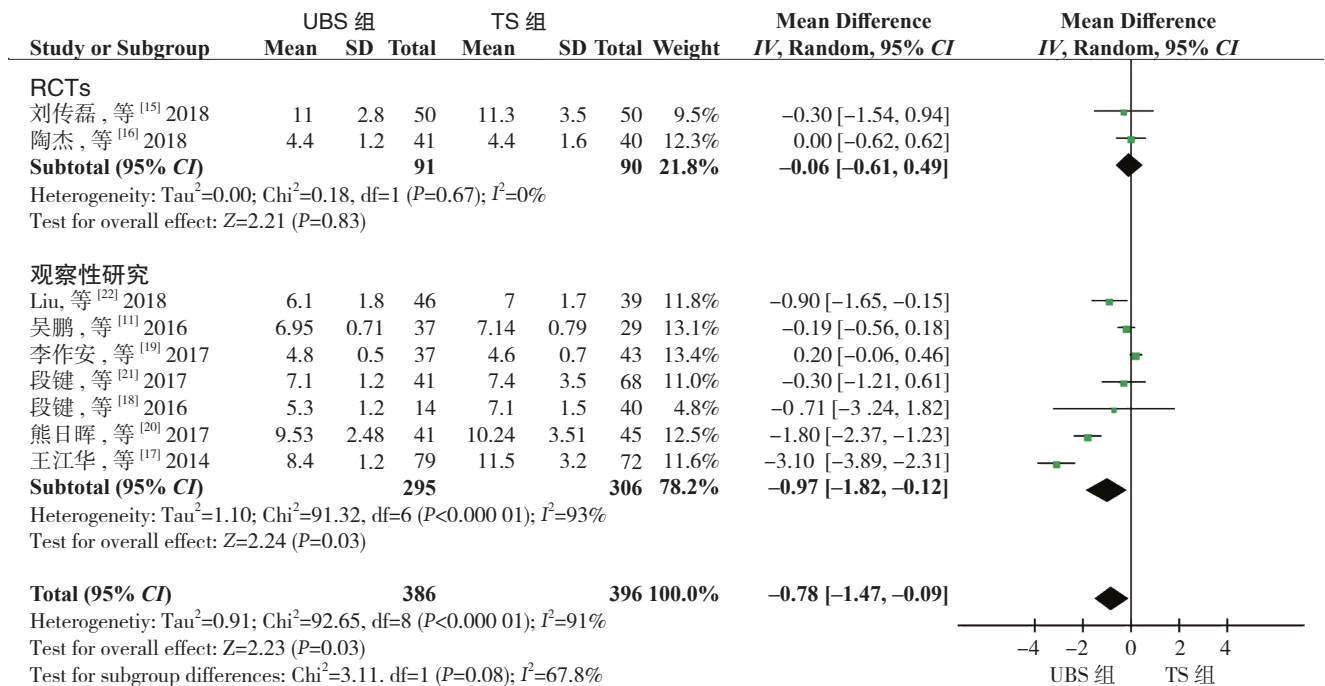 UBS 组 TS 组 Mean Difference Mean Difference
Study or Subgroup Mean SD Total Mean SD Total Weight IV, Random, 95% CI IV, Random, 95% CI
RCTs
刘传磊 , 等 [15] 2018 11 2.8 50 11.3 3.5 50 9.5% −0.30 [−1.54, 0.94]
陶杰 , 等 [16] 2018 4.4 1.2 41 4.4 1.6 40 12.3% 0.00 [−0.62, 0.62]
Subtotal (95% CI) 91 90 21.8% −0.06 [−0.61, 0.49]
Heterogeneity: Tau²=0.00; Chi²=0.18, df=1 (P=0.67); I²=0%
Test for overall effect: Z=2.21 (P=0.83)
观察性研究
Liu, 等 [22] 2018 6.1 1.8 46 7 1.7 39 11.8% −0.90 [−1.65, −0.15]
吴鹏 , 等 [11] 2016 6.95 0.71 37 7.14 0.79 29 13.1% −0.19 [−0.56, 0.18]
李作安 , 等 [19] 2017 4.8 0.5 37 4.6 0.7 43 13.4% 0.20 [−0.06, 0.46]
段键 , 等 [21] 2017 7.1 1.2 41 7.4 3.5 68 11.0% −0.30 [−1.21, 0.61]
段键 , 等 [18] 2016 5.3 1.2 14 7.1 1.5 40 4.8% −0 .71 [−3 .24, 1.82]
熊日晖 , 等 [20] 2017 9.53 2.48 41 10.24 3.51 45 12.5% −1.80 [−2.37, −1.23]
王江华 , 等 [17] 2014 8.4 1.2 79 11.5 3.2 72 11.6% −3.10 [−3.89, −2.31]
Subtotal (95% CI) 295 306 78.2% −0.97 [−1.82, −0.12]
Heterogeneity: Tau²=1.10; Chi²=91.32, df=6 (P<0.000 01); I²=93%
Test for overall effect: Z=2.24 (P=0.03)
Total (95% CI) 386 396 100.0% −0.78 [−1.47, −0.09]
Heterogenetiy: Tau²=0.91; Chi²=92.65, df=8 (P<0.000 01); I²=91%
Test for overall effect: Z=2.23 (P=0.03)
Test for subgroup differences: Chi²=3.11. df=1 (P=0.08); I²=67.8%
−4 −2 0 2 4
UBS 组 TS 组